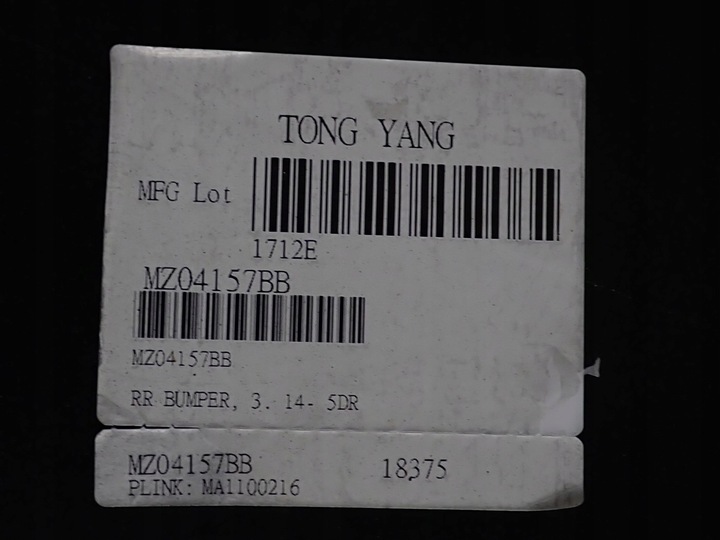 TONG YANG
MFG Lot
1712E
MZ04157BB
MZ04157BB
RR BUMPER, 3. 14- 5DR
MZ04157BB 18375
PLINK: MA1100216